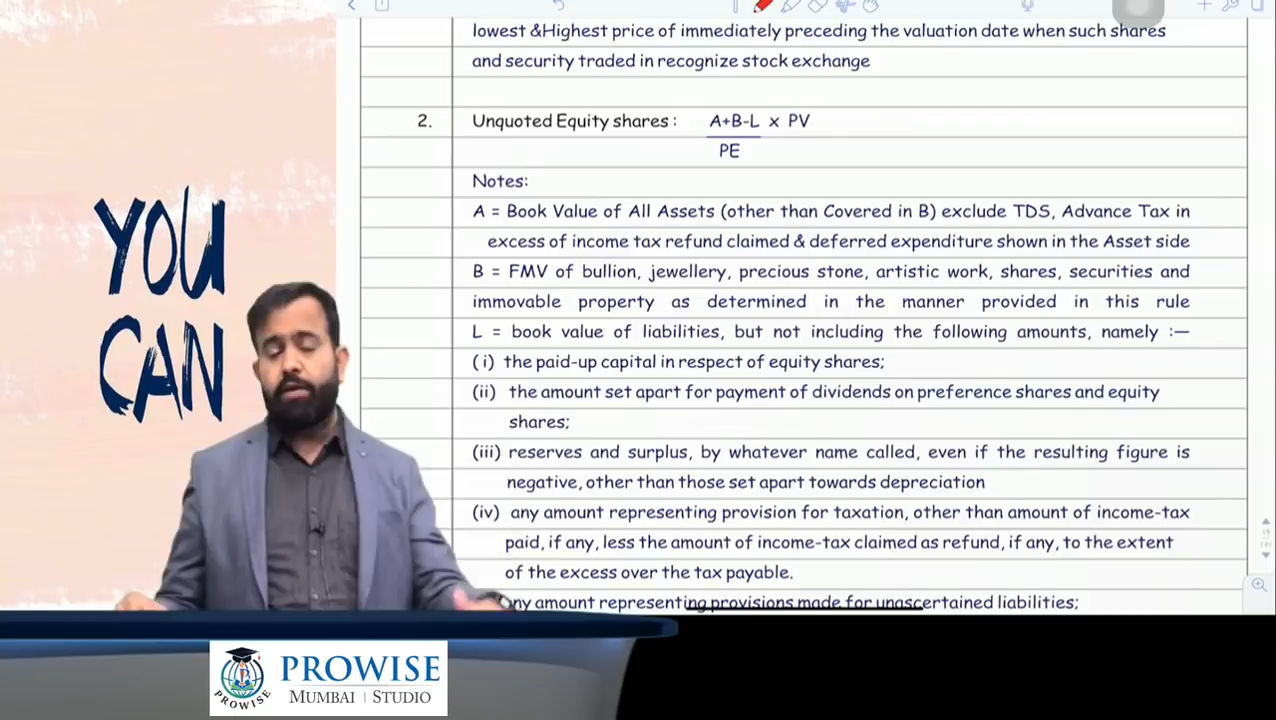 lowest &Highest price of immediately preceding the valuation date when such shares
and security traded in recognize stock exchange
2. Unquoted Equity shares : A+B-L x PV
PE
Notes:
A = Book Value of All Assets (other than Covered in B) exclude TDS, Advance Tax in
excess of income tax refund claimed & deferred expenditure shown in the Asset side
B = FMV of bullion, jewellery, precious stone, artistic work, shares, securities and
immovable property as determined in the manner provided in this rule
L = book value of liabilities, but not including the following amounts, namely :—
(i) the paid-up capital in respect of equity shares;
(ii) the amount set apart for payment of dividends on preference shares and equity
shares;
(iii) reserves and surplus, by whatever name called, even if the resulting figure is
negative, other than those set apart towards depreciation
(iv) any amount representing provision for taxation, other than amount of income-tax
paid, if any, less the amount of income-tax claimed as refund, if any, to the extent
of the excess over the tax payable.
amount representing provisions made for unascertained liabilities;
YOU
CAN
PROWISE
PROWISE
MUMBAI | STUDIO